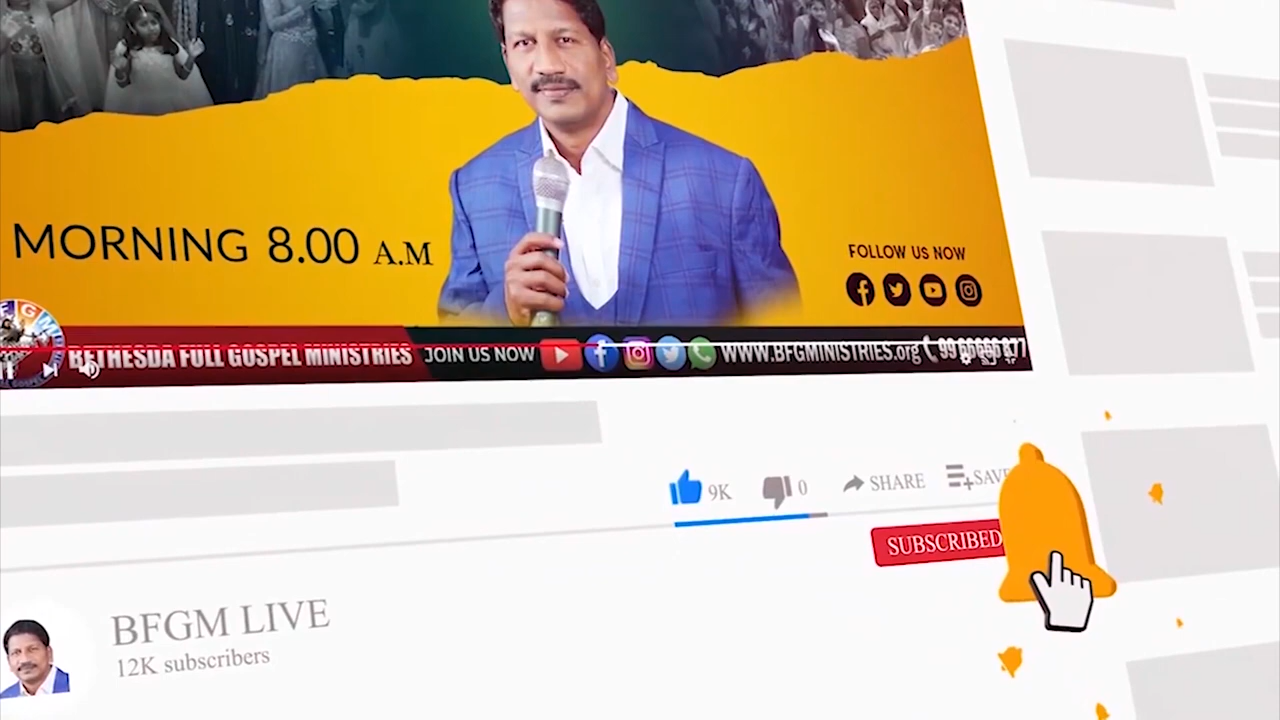 MORNING 8.00 A.M
FOLLOW US NOW
BETHESDA FULL GOSPEL MINISTRIES
JOIN US NOW
WWW.BFGMINISTRIES.org
9K
0
SHARE
SAVE
SUBSCRIBED
BFGM LIVE
12K subscribers